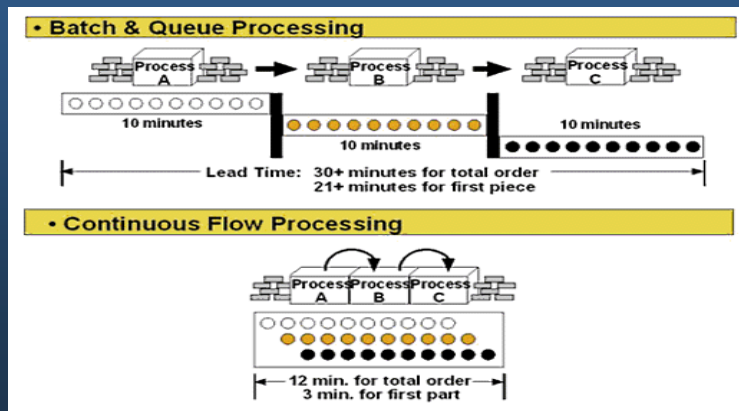 • Batch & Queue Processing
Process
A
Process
B
Process
C
10 minutes
10 minutes
10 minutes
Lead Time: 30+ minutes for total order
21+ minutes for first piece
• Continuous Flow Processing
Process Process Process
A B C
12 min. for total order
3 min. for first part